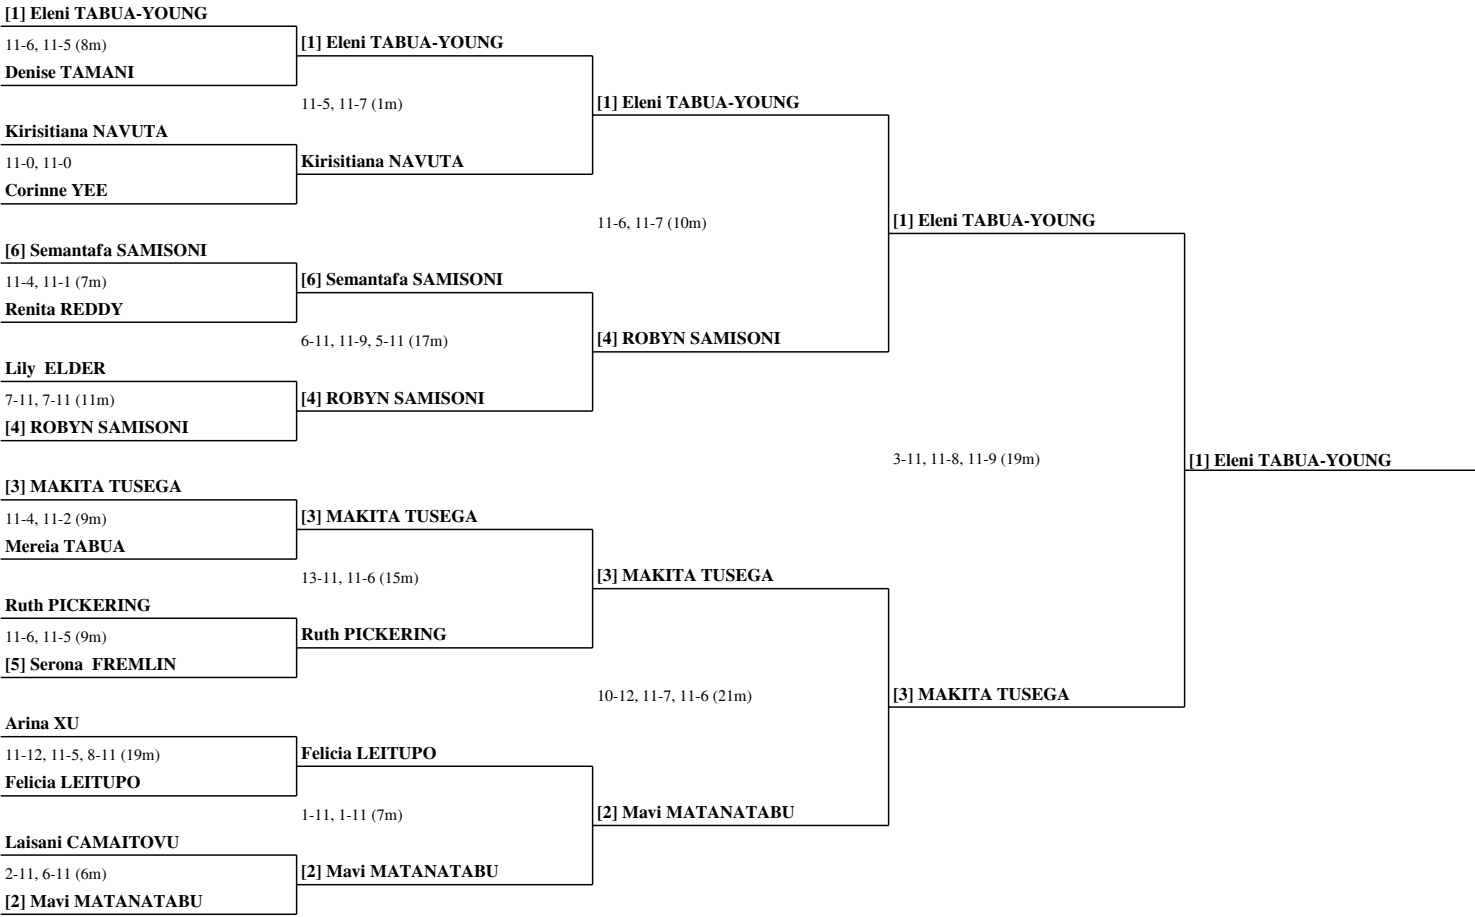 [1] Eleni TABUA-YOUNG
11-6, 11-5 (8m)
Denise TAMANI
Kirisitiana NAVUTA
11-0, 11-0
Corinne YEE
[6] Semantafa SAMISONI
11-4, 11-1 (7m)
Renita REDDY
Lily ELDER
7-11, 7-11 (11m)
[4] ROBYN SAMISONI
[3] MAKITA TUSEGA
11-4, 11-2 (9m)
Mereia TABUA
Ruth PICKERING
11-6, 11-5 (9m)
[5] Serona FREMLIN
Arina XU
11-12, 11-5, 8-11 (19m)
Felicia LEITUPO
Laisani CAMAITOVU
2-11, 6-11 (6m)
[2] Mavi MATANATABU
[1] Eleni TABUA-YOUNG
11-5, 11-7 (1m)
Kirisitiana NAVUTA
[6] Semantafa SAMISONI
6-11, 11-9, 5-11 (17m)
[4] ROBYN SAMISONI
[3] MAKITA TUSEGA
13-11, 11-6 (15m)
Ruth PICKERING
Felicia LEITUPO
1-11, 1-11 (7m)
[2] Mavi MATANATABU
[1] Eleni TABUA-YOUNG
11-6, 11-7 (10m)
[4] ROBYN SAMISONI
[3] MAKITA TUSEGA
10-12, 11-7, 11-6 (21m)
[2] Mavi MATANATABU
[1] Eleni TABUA-YOUNG
3-11, 11-8, 11-9 (19m)
[3] MAKITA TUSEGA
[1] Eleni TABUA-YOUNG